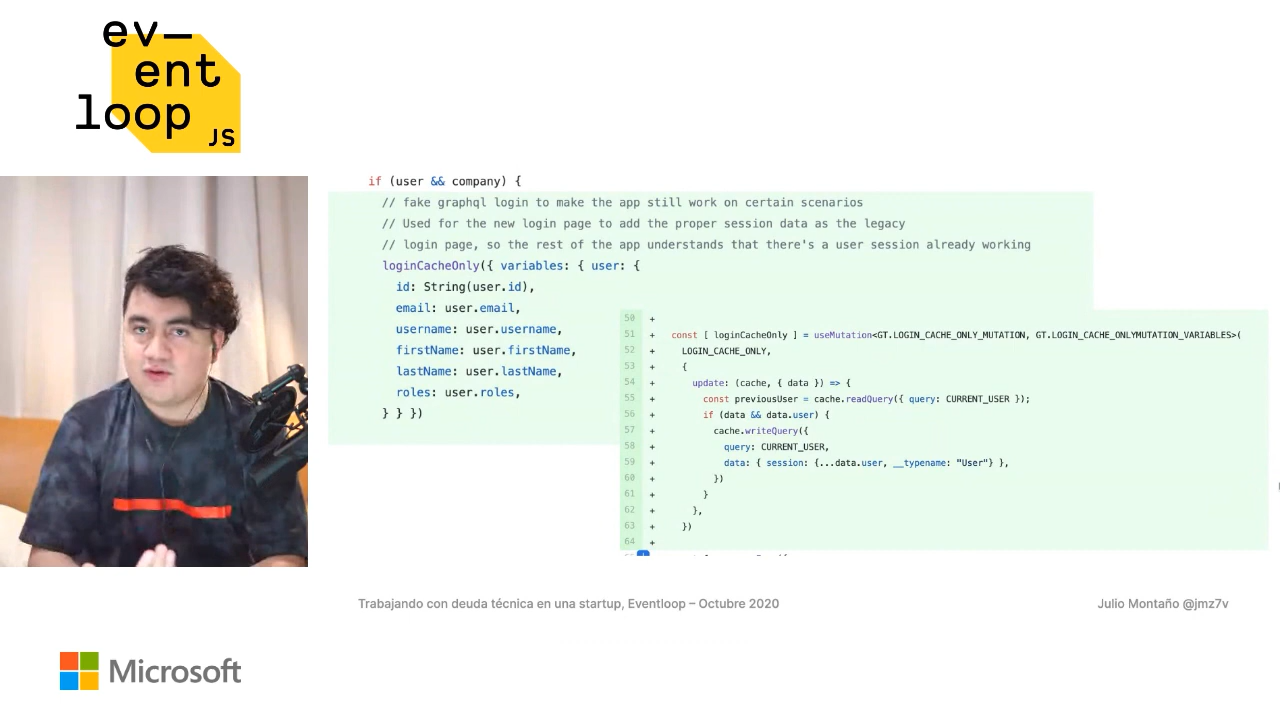 ev–
ent
loop
JS
if (user && company) {
// fake graphql login to make the app still work on certain scenarios
// Used for the new login page to add the proper session data as the legacy
// login page, so the rest of the app understands that there's a user session already working
loginCacheOnly({ variables: { user: {
id: String(user.id),
email: user.email,
username: user.username,
firstName: user.firstName,
lastName: user.lastName,
roles: user.roles,
} } })
50 +
51 + const [ loginCacheOnly ] = useMutation<GT.LOGIN_CACHE_ONLY_MUTATION, GT.LOGIN_CACHE_ONLYMUTATION_VARIABLES>(
52 + LOGIN_CACHE_ONLY,
53 + {
54 + update: (cache, { data }) => {
55 + const previousUser = cache.readQuery({ query: CURRENT_USER });
56 + if (data && data.user) {
57 + cache.writeQuery({
58 + query: CURRENT_USER,
59 + data: { session: {...data.user, __typename: "User"} },
60 + })
61 + }
62 + },
63 + })
64 +
Trabajando con deuda técnica en una startup, Eventloop – Octubre 2020
Julio Montaño @jmz7v
Microsoft